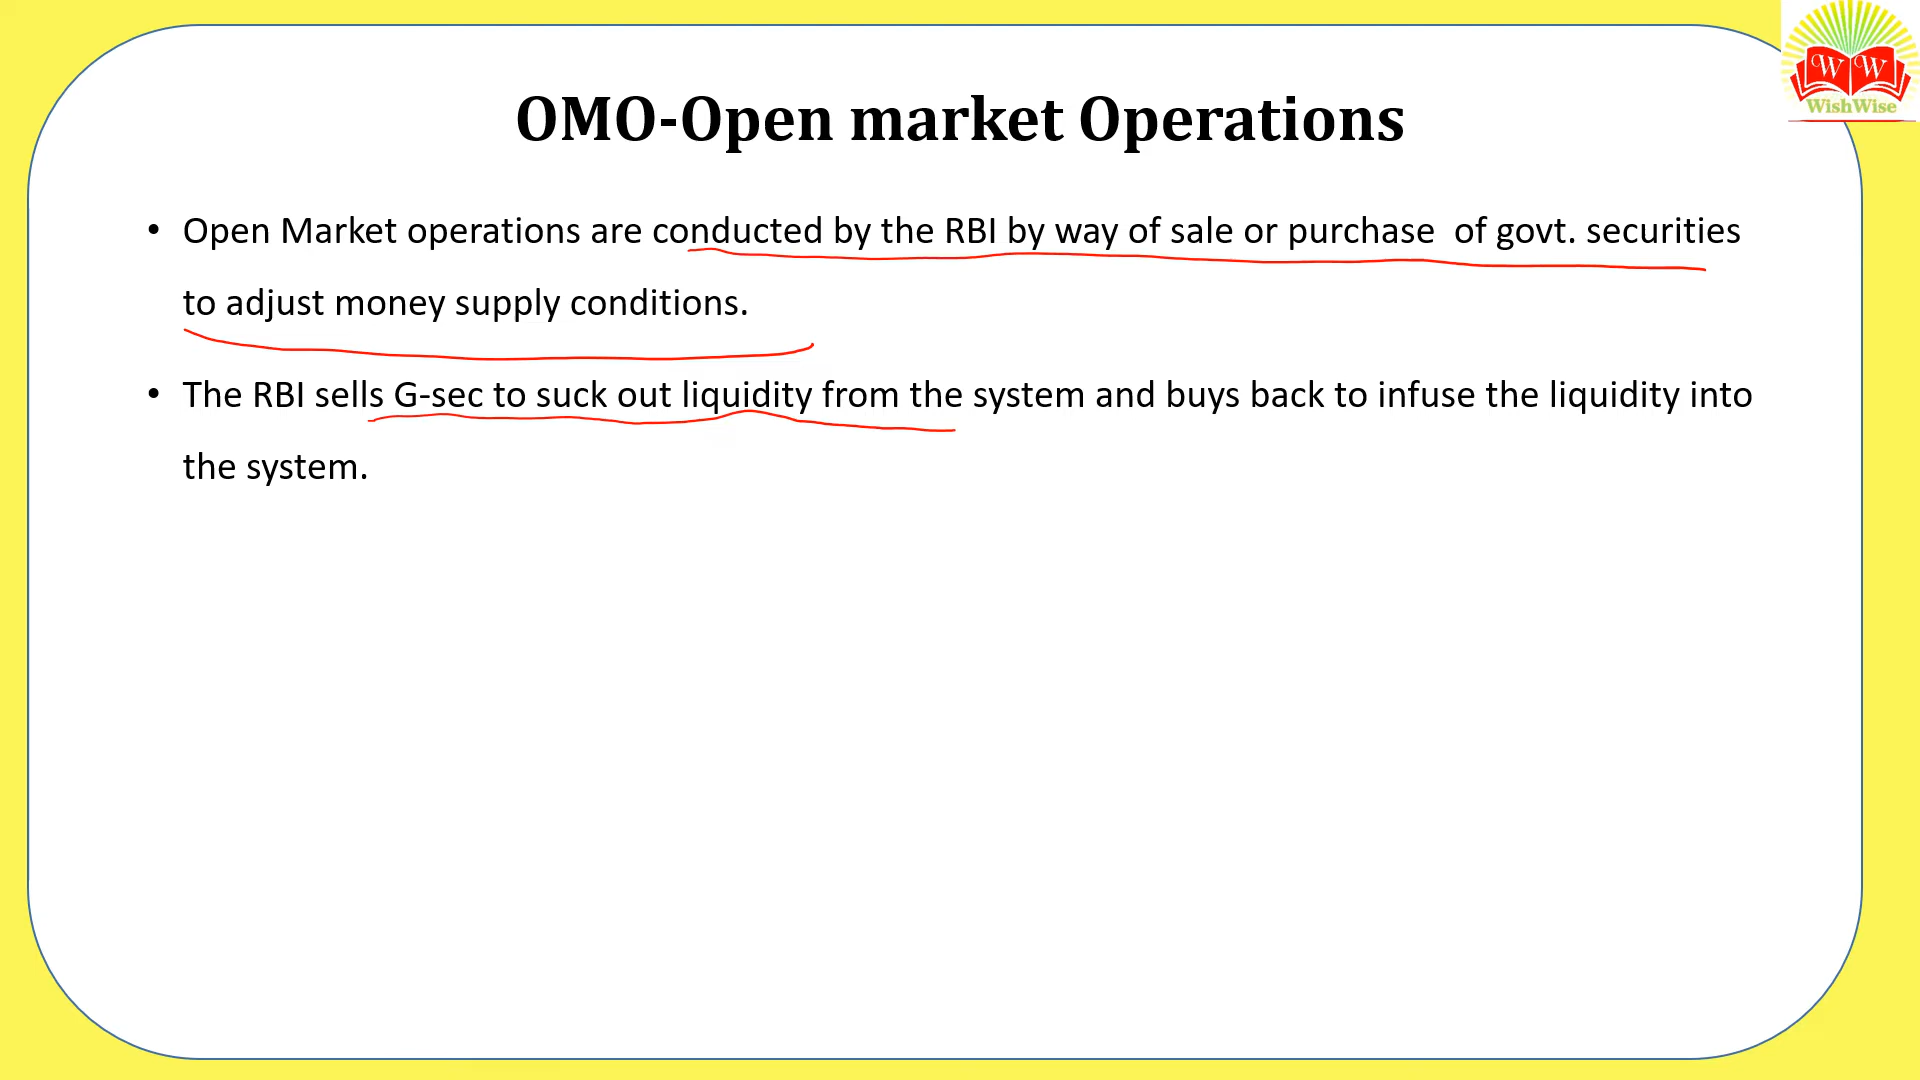 W W
WishWise
OMO-Open market Operations
• Open Market operations are conducted by the RBI by way of sale or purchase of govt. securities
to adjust money supply conditions.
• The RBI sells G-sec to suck out liquidity from the system and buys back to infuse the liquidity into
the system.